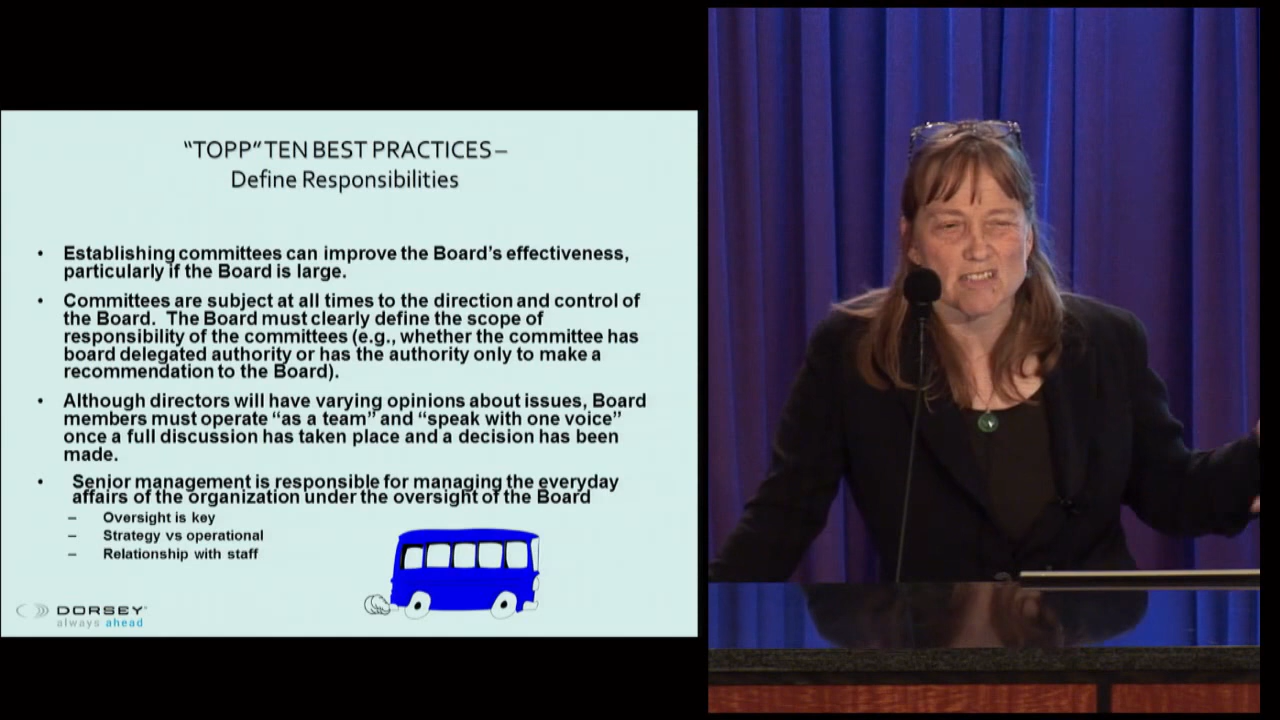 “TOPP” TEN BEST PRACTICES –
Define Responsibilities
• Establishing committees can improve the Board’s effectiveness,
particularly if the Board is large.
• Committees are subject at all times to the direction and control of
the Board. The Board must clearly define the scope of
responsibility of the committees (e.g., whether the committee has
board delegated authority or has the authority only to make a
recommendation to the Board).
• Although directors will have varying opinions about issues, Board
members must operate “as a team” and “speak with one voice”
once a full discussion has taken place and a decision has been
made.
• Senior management is responsible for managing the everyday
affairs of the organization under the oversight of the Board
– Oversight is key
– Strategy vs operational
– Relationship with staff
DORSEY
always ahead